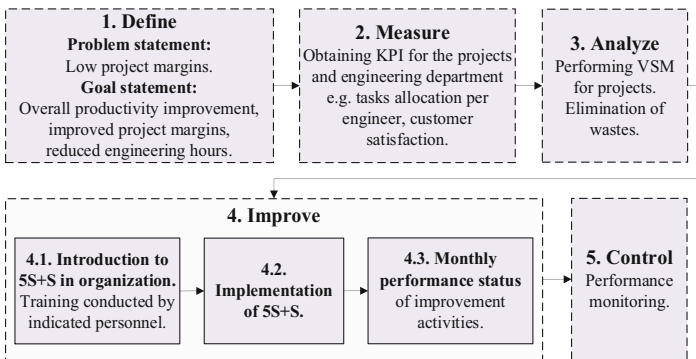 1. Define
Problem statement:
Low project margins.
Goal statement:
Overall productivity improvement,
improved project margins,
reduced engineering hours.
2. Measure
Obtaining KPI for the projects
and engineering department
e.g. tasks allocation per
engineer, customer
satisfaction.
3. Analyze
Performing VSM
for projects.
Elimination of
wastes.
4. Improve
4.1. Introduction to
5S+S in organization.
Training conducted by
indicated personnel.
4.2.
Implementation
of 5S+S.
4.3. Monthly
performance status
of improvement
activities.
5. Control
Performance
monitoring.